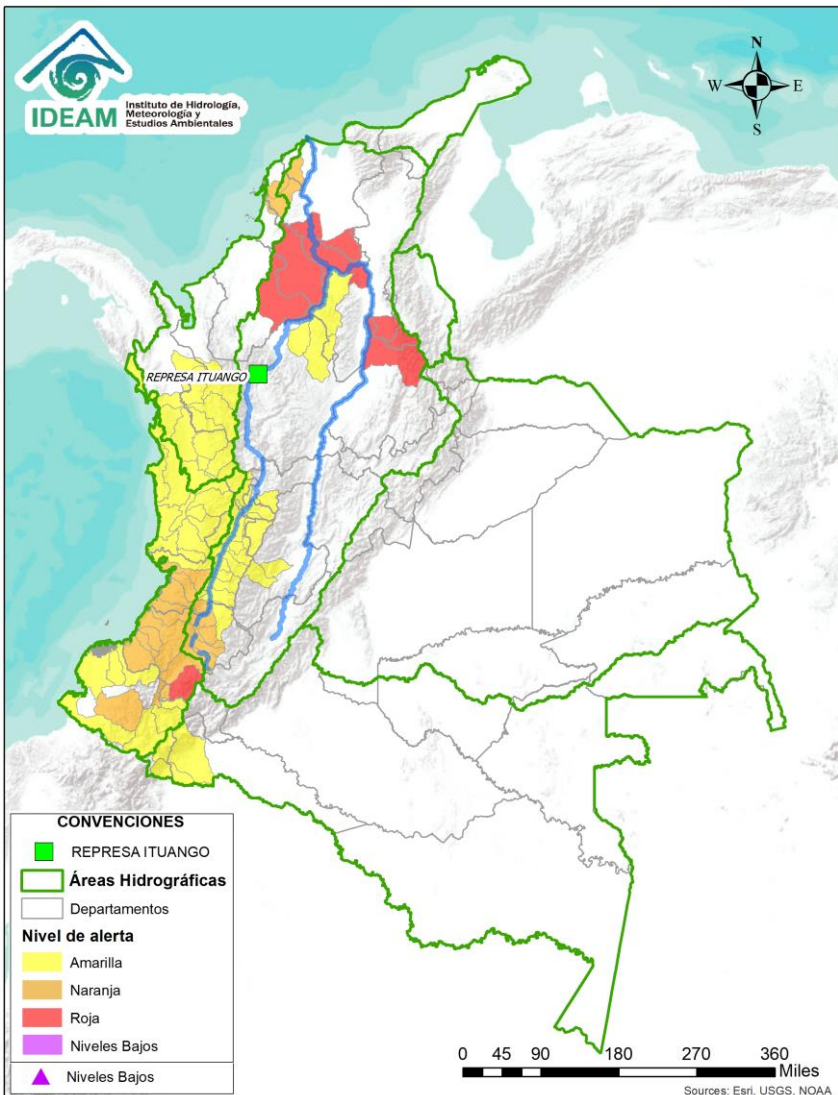 IDEAM
Instituto de Hidrología,
Meteorología y
Estudios Ambientales
N
W
E
S
REPRESA ITUANGO
CONVENCIONES
REPRESA ITUANGO
Áreas Hidrográficas
Departamentos
Nivel de alerta
Amarilla
Naranja
Roja
Niveles Bajos
Niveles Bajos
0 45 90 180 270 360
Miles
Sources: Esri, USGS, NOAA